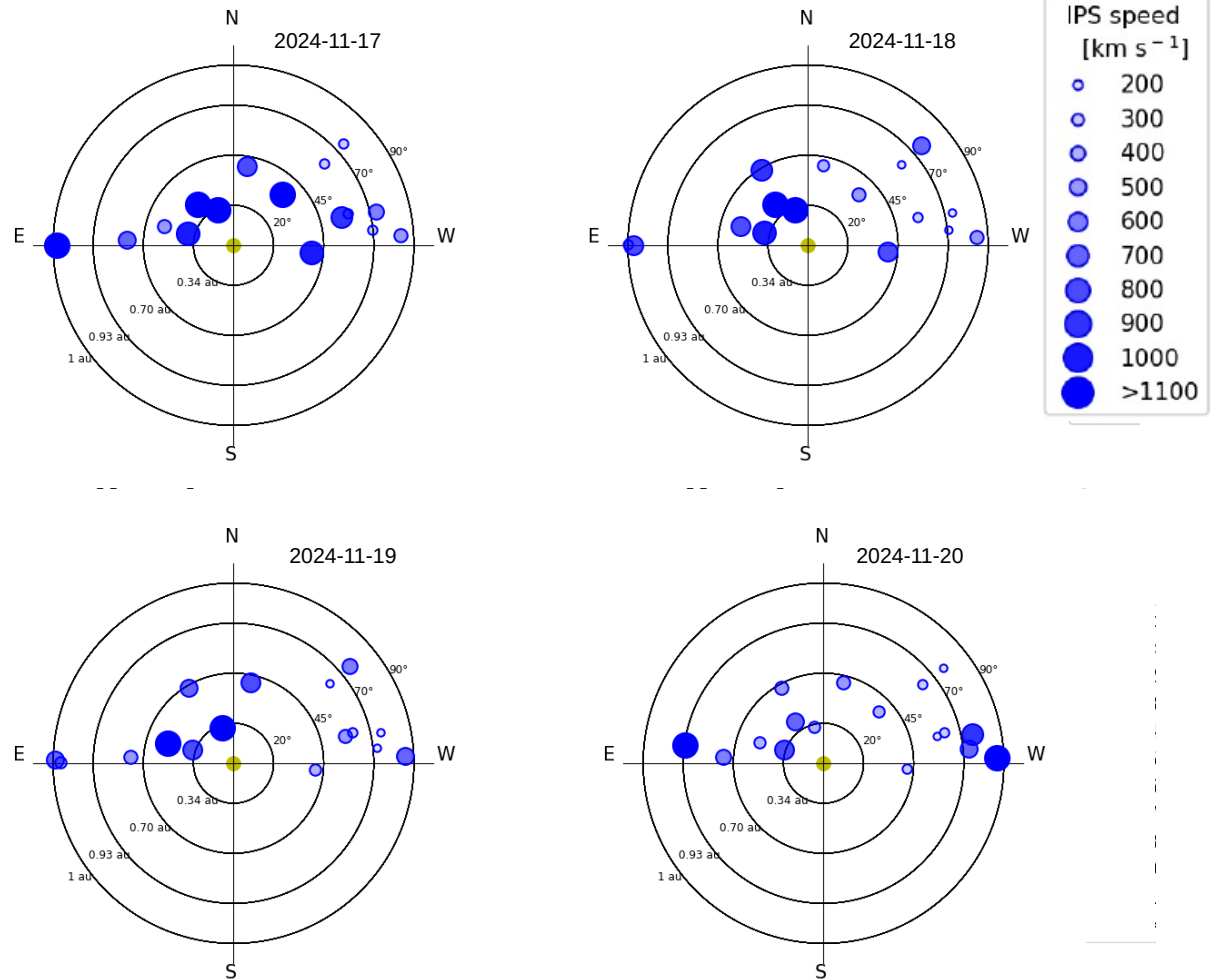 N
2024-11-17
90°
70°
45°
20°
E
W
0.34 au
0.70 au
0.93 au
1 au
S
N
2024-11-18
90°
70°
45°
20°
E
W
0.34 au
0.70 au
0.93 au
1 au
S
IPS speed
[km s⁻¹]
200
300
400
500
600
700
800
900
1000
>1100
N
2024-11-19
90°
70°
45°
20°
E
W
0.34 au
0.70 au
0.93 au
1 au
S
N
2024-11-20
90°
70°
45°
20°
E
W
0.34 au
0.70 au
0.93 au
1 au
S